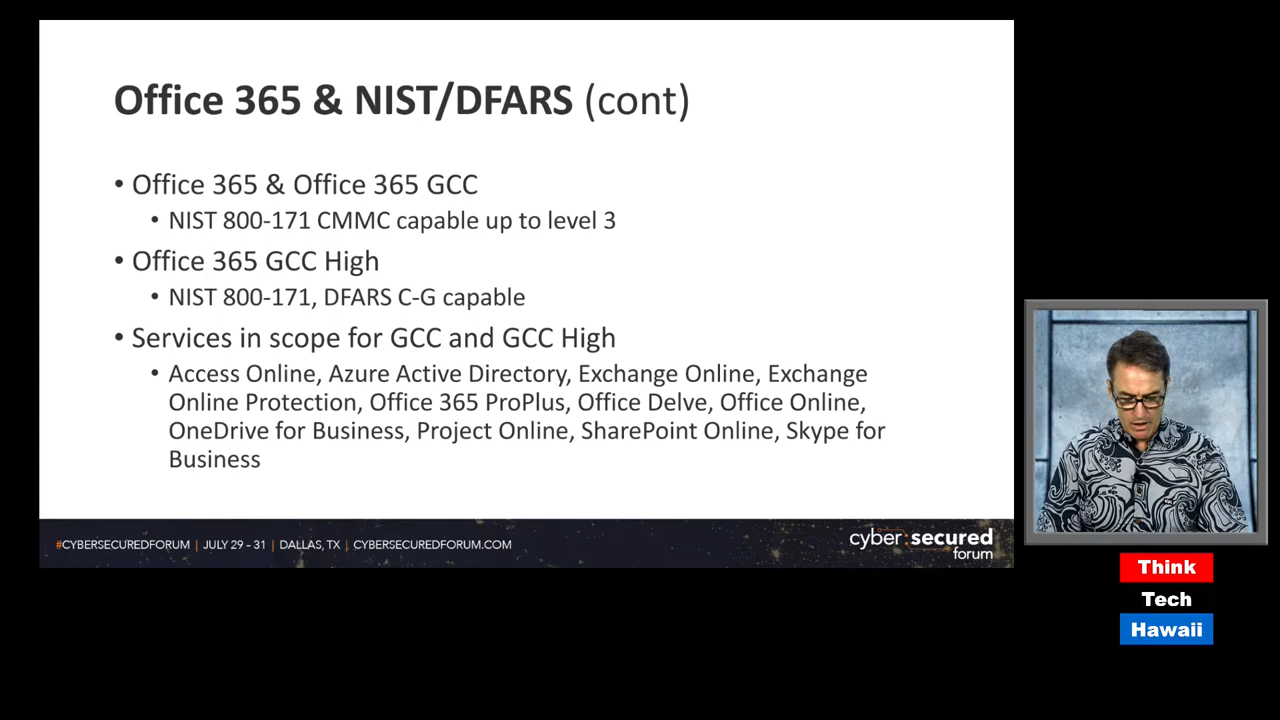 Office 365 & NIST/DFARS (cont)
• Office 365 & Office 365 GCC
• NIST 800-171 CMMC capable up to level 3
• Office 365 GCC High
• NIST 800-171, DFARS C-G capable
• Services in scope for GCC and GCC High
• Access Online, Azure Active Directory, Exchange Online, Exchange
Online Protection, Office 365 ProPlus, Office Delve, Office Online,
OneDrive for Business, Project Online, SharePoint Online, Skype for
Business
#CYBERSECUREDFORUM | JULY 29 - 31 | DALLAS, TX | CYBERSECUREDFORUM.COM
cyber:secured
forum
Think
Tech
Hawaii